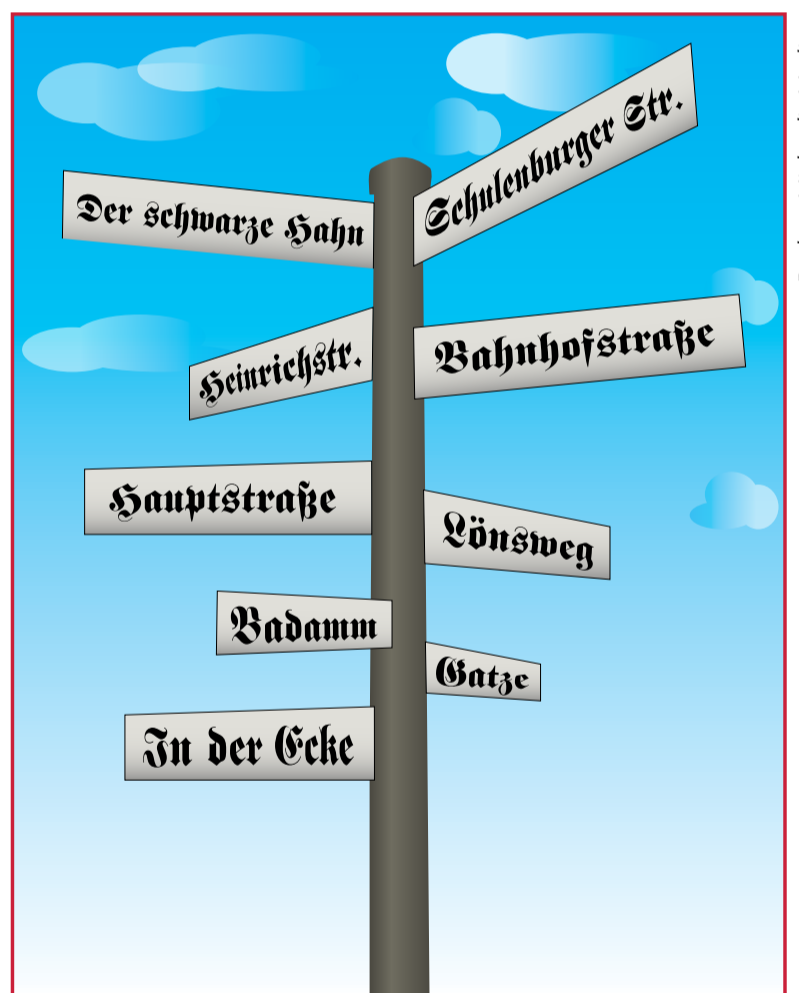 Schulenburger Str.
Der schwarze Hahn
Bahnhofstraße
Heinrichstr.
Hauptstraße
Lönsweg
Badamm
Gatze
In der Ecke